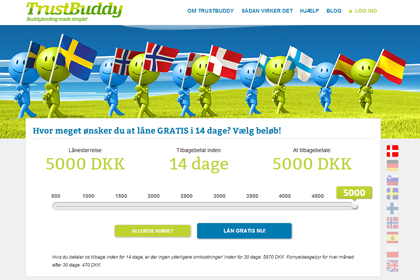 TrustBuddy
Buddylending made simple!
OM TRUSTBUDDY SÅDAN VIRKER DET HJÆLP BLOG LOG IND
Hvor meget ønsker du at låne GRATIS i 14 dage? Vælg beløb!
Lånestørrelse Tilbagebetal inden At tilbagebetale
5000 DKK 14 dage 5000 DKK
500 1000 1500 2000 2500 3000 3500 4000 4500 5000
ALLEREDE KUNDE? LÅN GRATIS NU!
Hvis du betaler os tilbage inden for 14 dage, er der ingen yderligere omkostninger! Inden for 30 dage: 5970 DKK. Fornyelsesgebyr for hver måned
efter 30 dage: 470 DKK.